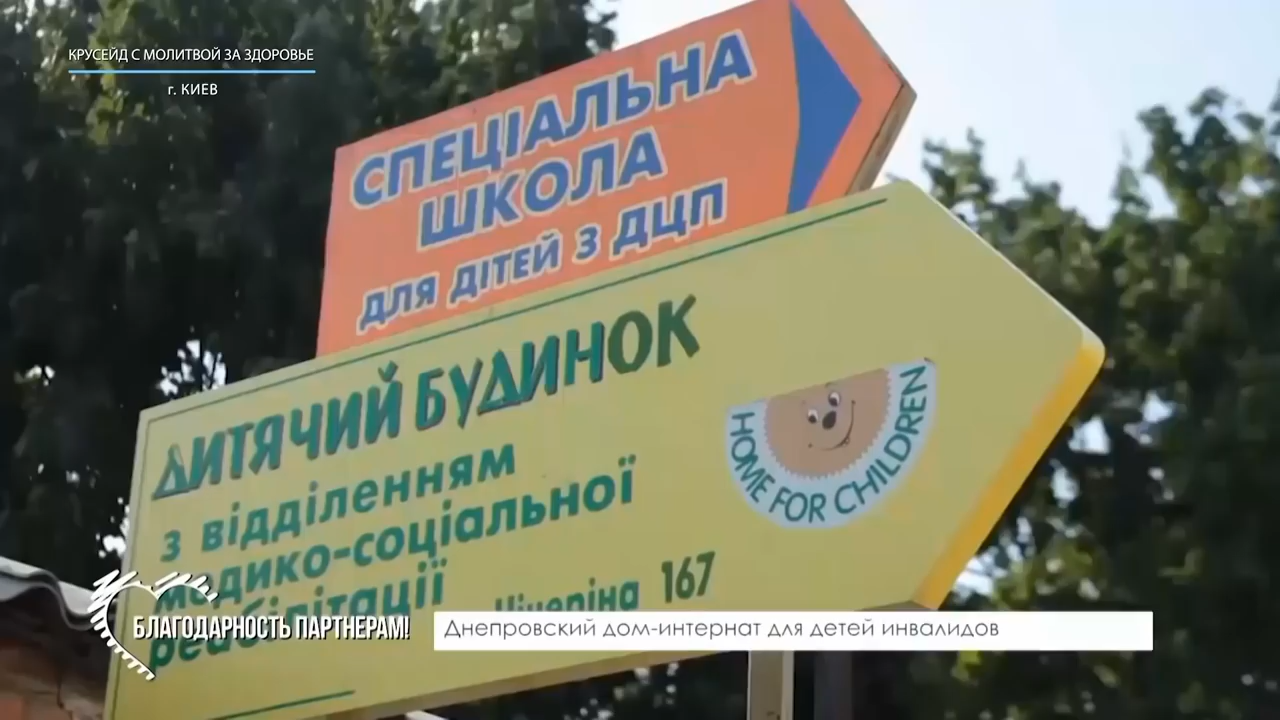 КРУСЕЙД С МОЛИТВОЙ ЗА ЗДОРОВЬЕ
г. КИЕВ
СПЕЦІАЛЬНА
ШКОЛА
ДЛЯ ДІТЕЙ З ДЦП
ДИТЯЧИЙ БУДИНОК
з відділенням
медико-соціальної
реабілітації
167
HOME FOR CHILDREN
БЛАГОДАРНОСТЬ ПАРТНЕРАМ!
Днепровский дом-интернат для детей инвалидов